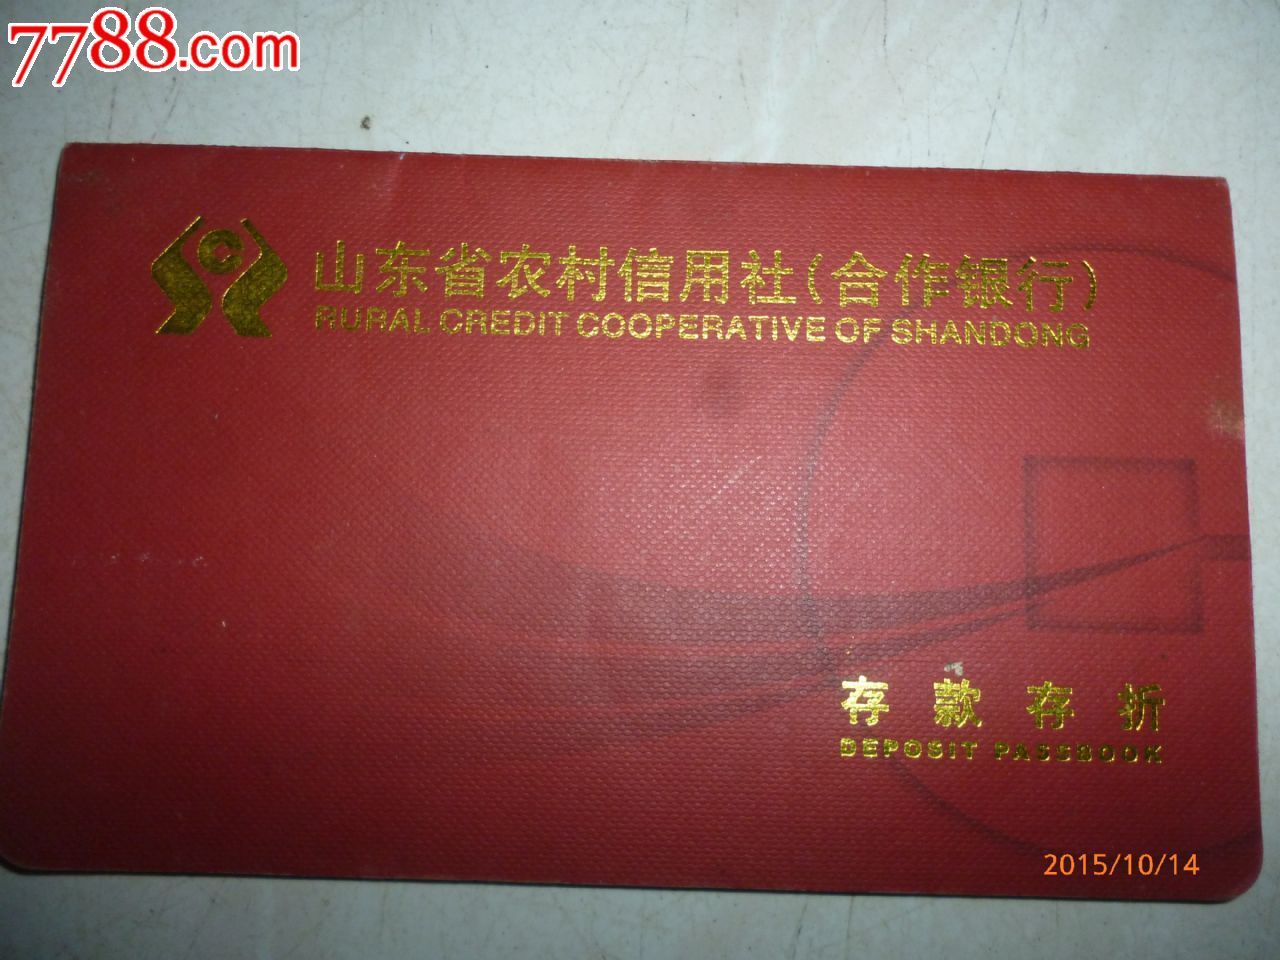 7788.com
山东省农村信用社(合作银行)
RURAL CREDIT COOPERATIVE OF SHANDONG
存款存折
DEPOSIT PASSBOOK
2015/10/14